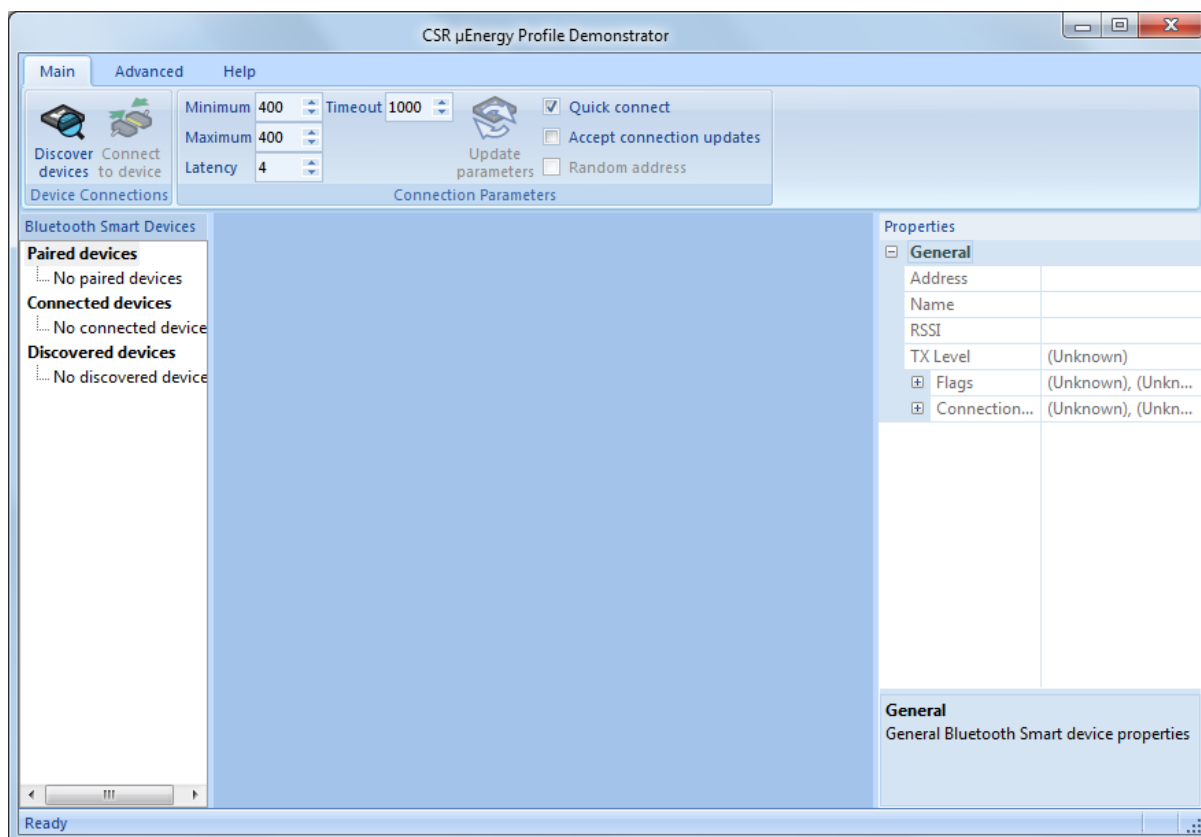 CSR µEnergy Profile Demonstrator
Main Advanced Help
Minimum 400 Timeout 1000
Maximum 400
Latency 4
Discover devices
Connect to device
Update parameters
Quick connect
Accept connection updates
Random address
Device Connections
Connection Parameters
Bluetooth Smart Devices
Paired devices
No paired devices
Connected devices
No connected device
Discovered devices
No discovered device
Properties
General
Address
Name
RSSI
TX Level (Unknown)
Flags (Unknown), (Unkn...
Connection... (Unknown), (Unkn...
General
General Bluetooth Smart device properties
Ready